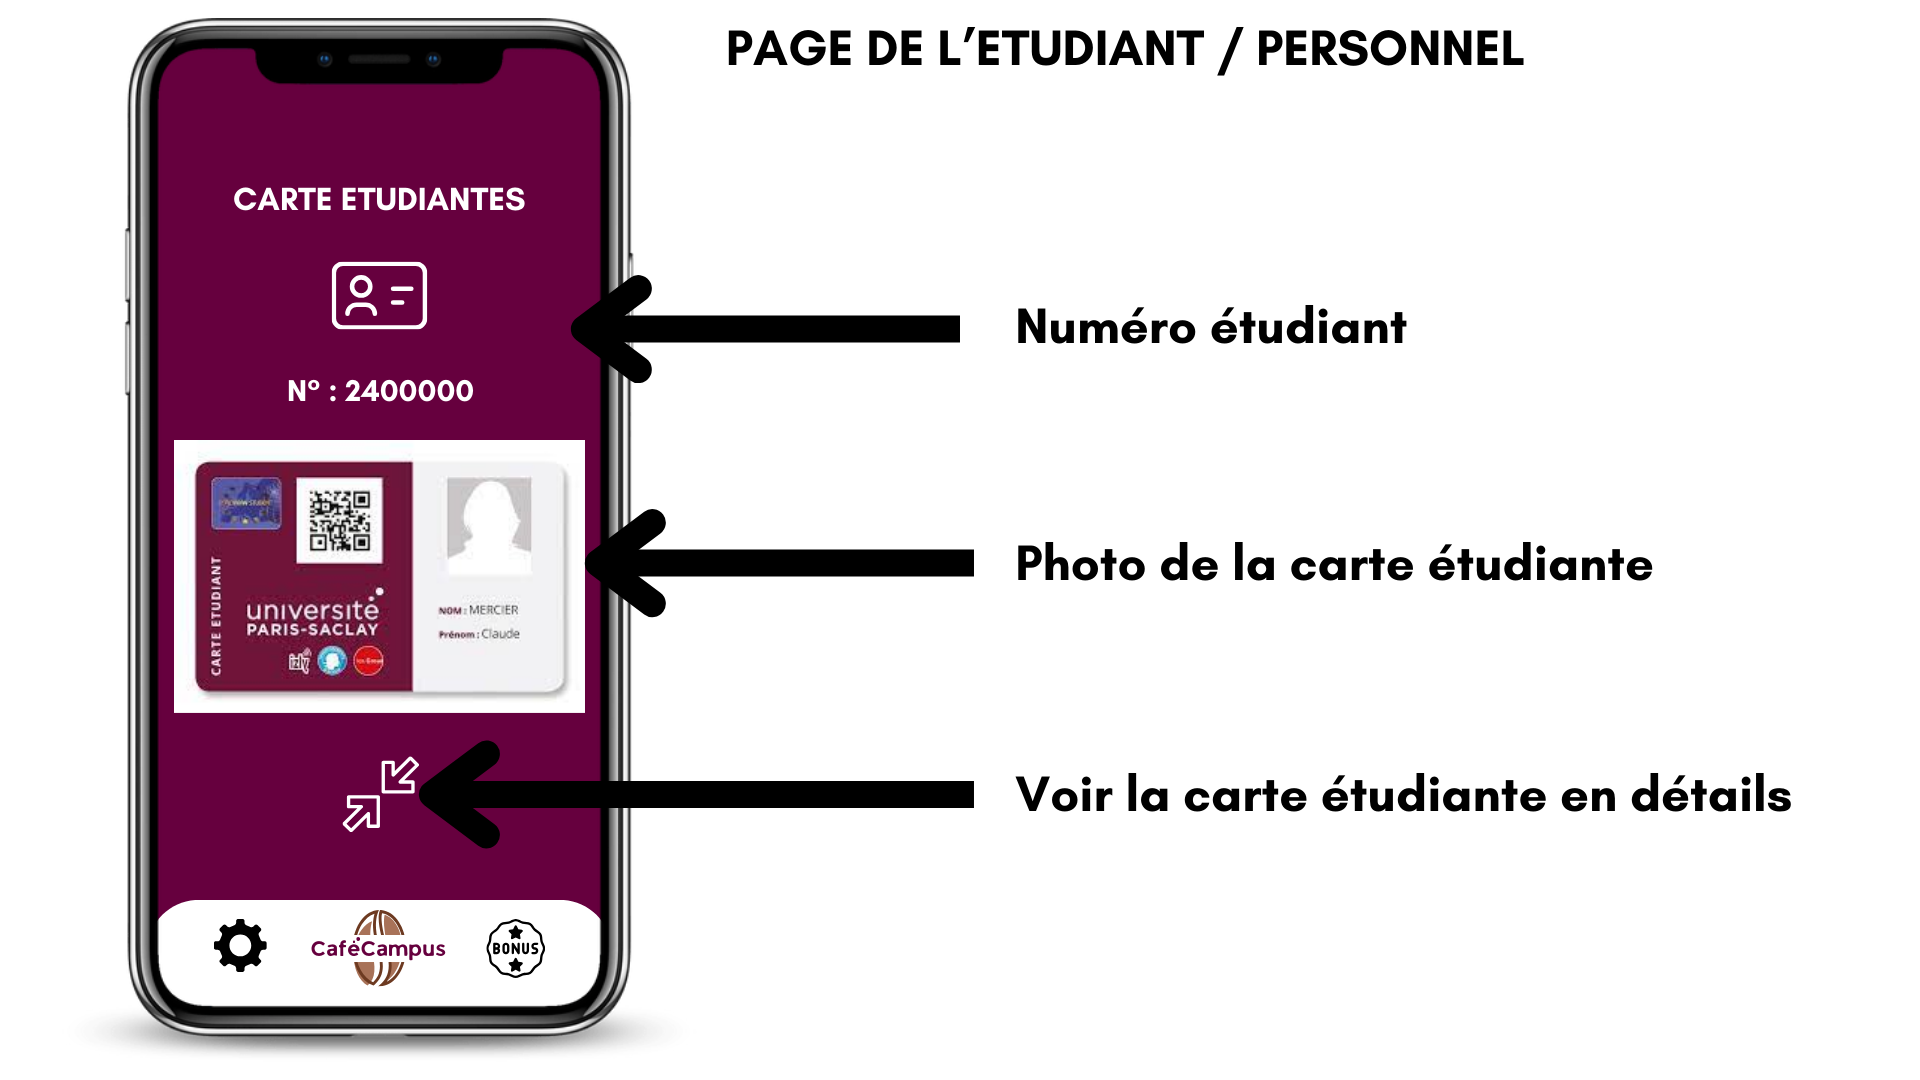 PAGE DE L’ETUDIANT / PERSONNEL
CARTE ETUDIANTES
N° : 2400000
Numéro étudiant
CARTE ETUDIANT
université
PARIS-SACLAY
izly
NOM : MERCIER
Prénom : Claude
Photo de la carte étudiante
Voir la carte étudiante en détails
CaféCampus
BONUS